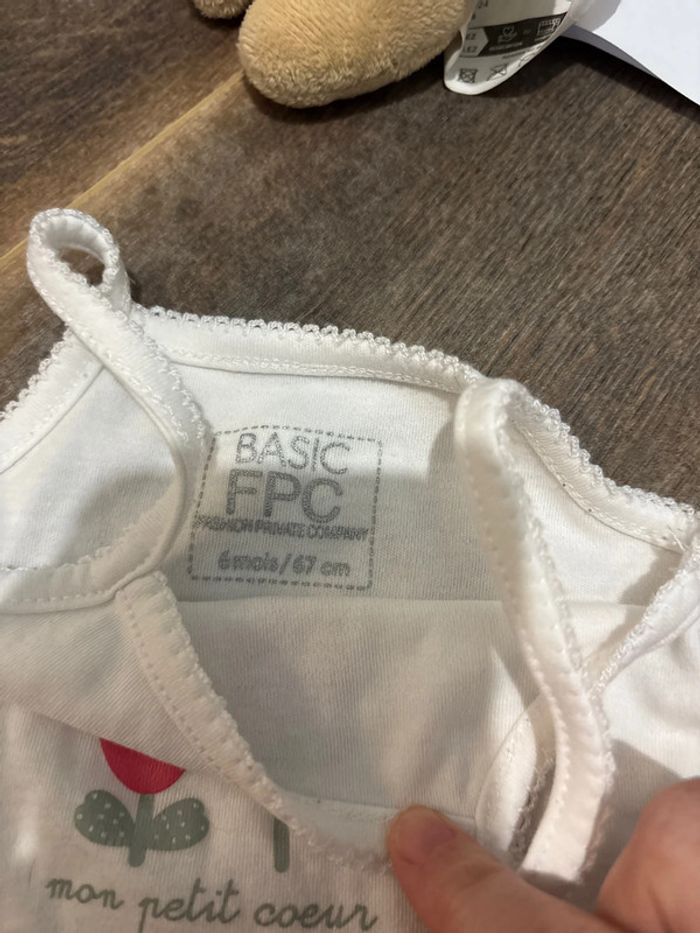 BASIC
FPC
FASHION PRIVATE COMPANY
6 mois / 67 cm
mon petit coeur